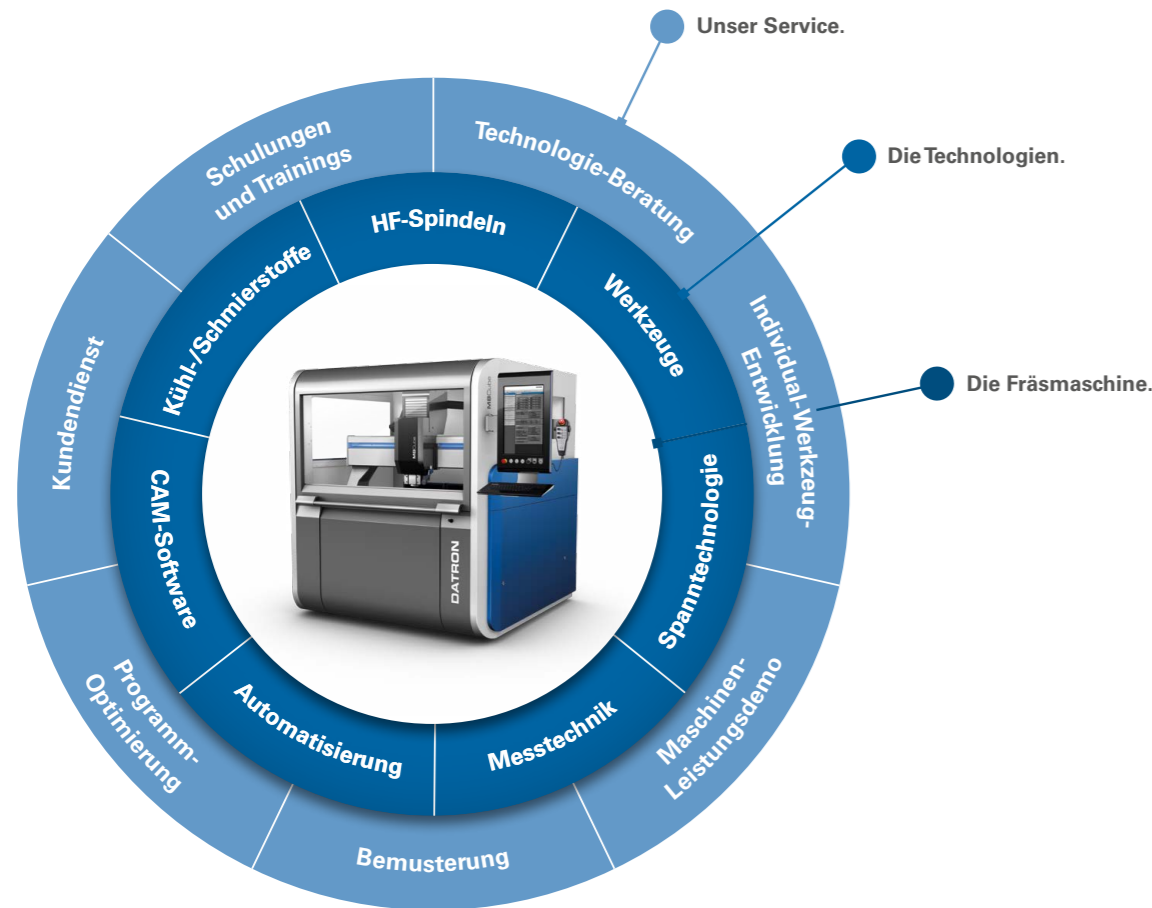 Unser Service.
Die Technologien.
Die Fräsmaschine.
Technologie-Beratung
Individual-Werkzeug-
Entwicklung
Maschinen-
Leistungsdemo
Bemusterung
Programm-
Optimierung
Kundendienst
Schulungen
und Trainings
HF-Spindeln
Werkzeuge
Spanntechnologie
Messtechnik
Automatisierung
CAM-Software
Kühl-/Schmierstoffe
M8Cube
DATRON